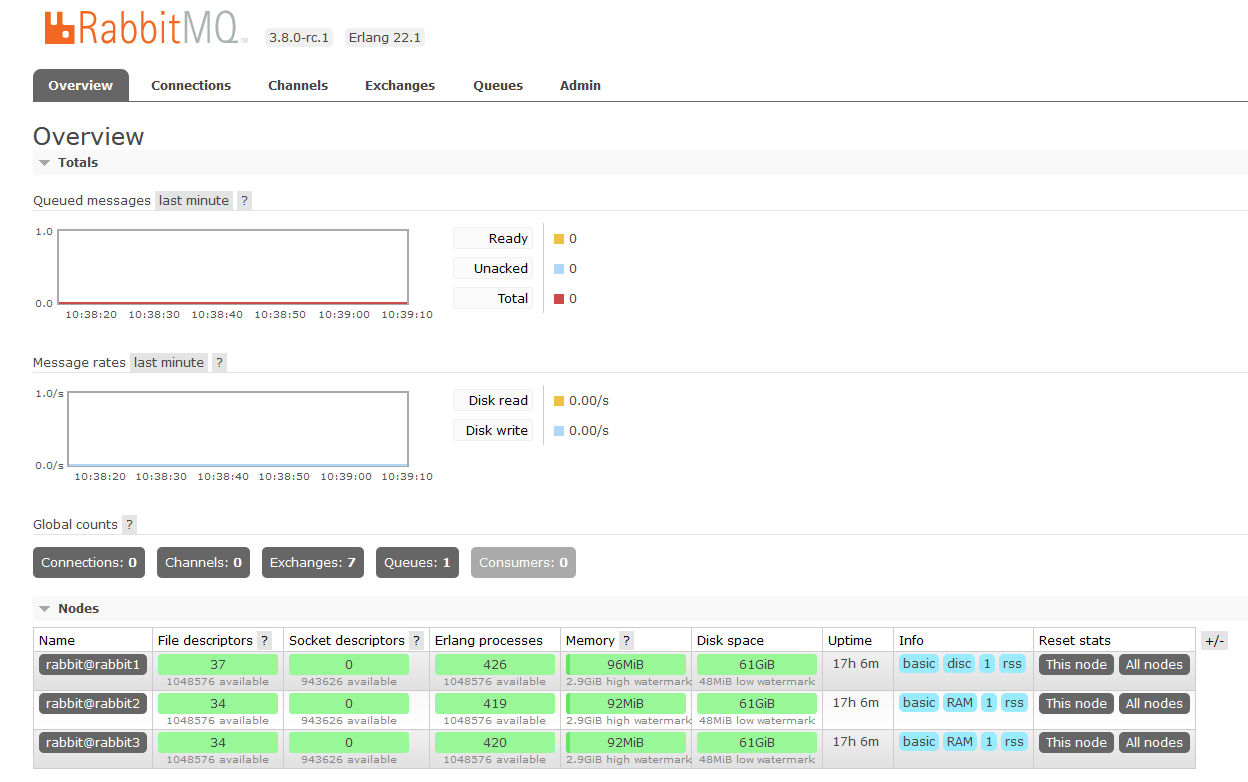 RabbitMQ TM 3.8.0-rc.1 Erlang 22.1
Overview Connections Channels Exchanges Queues Admin
Overview
Totals
Queued messages last minute ?
1.0
0.0
10:38:20 10:38:30 10:38:40 10:38:50 10:39:00 10:39:10
Ready 0
Unacked 0
Total 0
Message rates last minute ?
1.0/s
0.0/s
10:38:20 10:38:30 10:38:40 10:38:50 10:39:00 10:39:10
Disk read 0.00/s
Disk write 0.00/s
Global counts ?
Connections: 0 Channels: 0 Exchanges: 7 Queues: 1 Consumers: 0
Nodes
Name File descriptors ? Socket descriptors ? Erlang processes Memory ? Disk space Uptime Info Reset stats +/-
rabbit@rabbit1 37 0 426 96MiB 61GiB 17h 6m basic disc 1 rss This node All nodes
1048576 available 943626 available 1048576 available 2.9GiB high watermark 48MiB low watermark
rabbit@rabbit2 34 0 419 92MiB 61GiB 17h 6m basic RAM 1 rss This node All nodes
1048576 available 943626 available 1048576 available 2.9GiB high watermark 48MiB low watermark
rabbit@rabbit3 34 0 420 92MiB 61GiB 17h 6m basic RAM 1 rss This node All nodes
1048576 available 943626 available 1048576 available 2.9GiB high watermark 48MiB low watermark